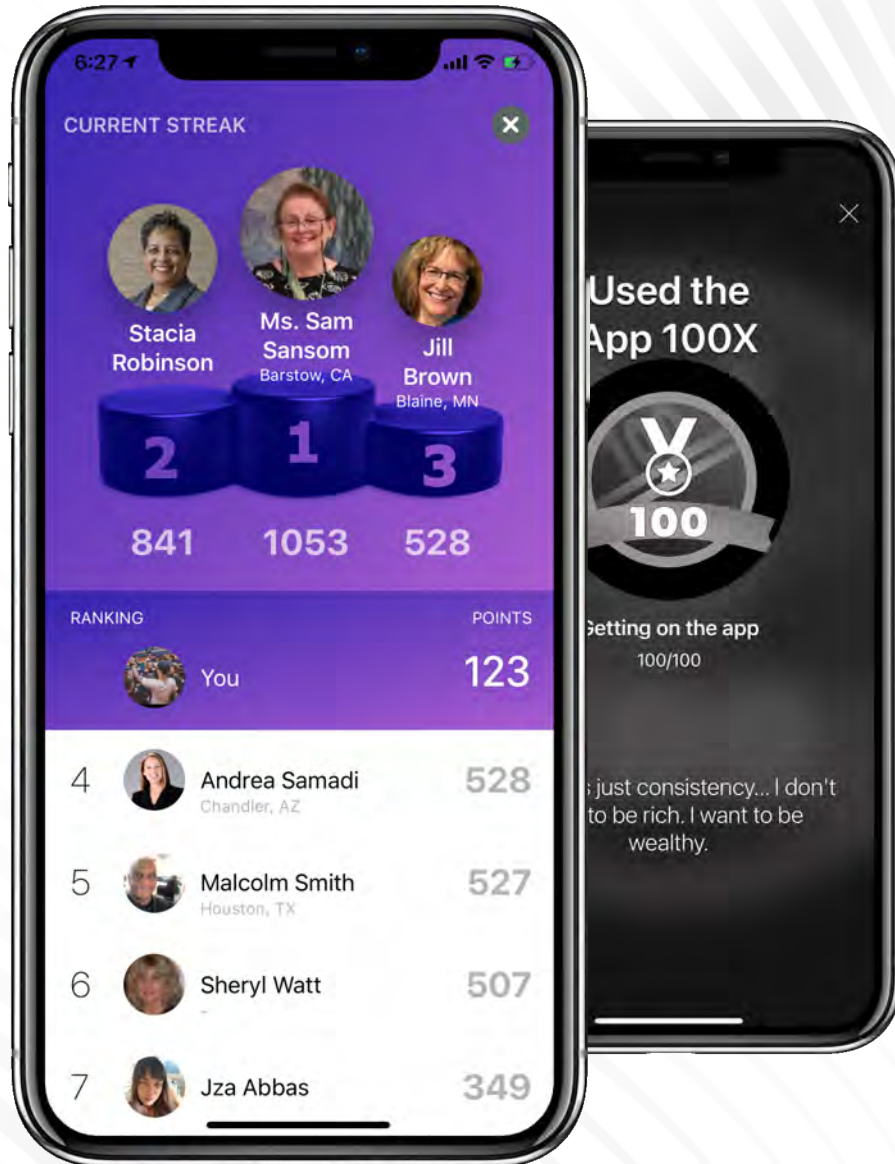 6:27
CURRENT STREAK
Stacia
Robinson
Ms. Sam
Sansom
Barstow, CA
Jill
Brown
Blaine, MN
2
1
3
841
1053
528
RANKING
POINTS
You
123
4
Andrea Samadi
528
Chandler, AZ
5
Malcolm Smith
527
Houston, TX
6
Sheryl Watt
507
-
7
Jza Abbas
349
Used the
App 100X
100
Getting on the app
100/100
just consistency... I don't
to be rich. I want to be
wealthy.